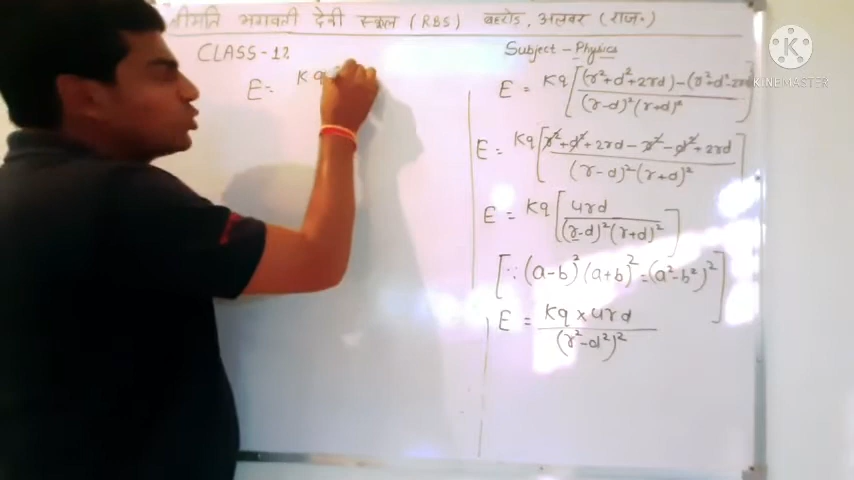 श्रीमति भगवती देवी स्कूल (RBS) बहरोड, अलवर (राज.)
CLASS-12
Subject - Physics
E = Kq
E = Kq [(r²+d²+2rd)-(r²+d²-2rd) / (r-d)²(r+d)²]
E = Kq [r²+d²+2rd-r²-d²+2rd / (r-d)²(r+d)²]
E = Kq [4rd / (r-d)²(r+d)²]
[∵ (a-b)²(a+b)² = (a²-b²)²]
E = Kq×4rd / (r²-d²)²
KINEMASTER